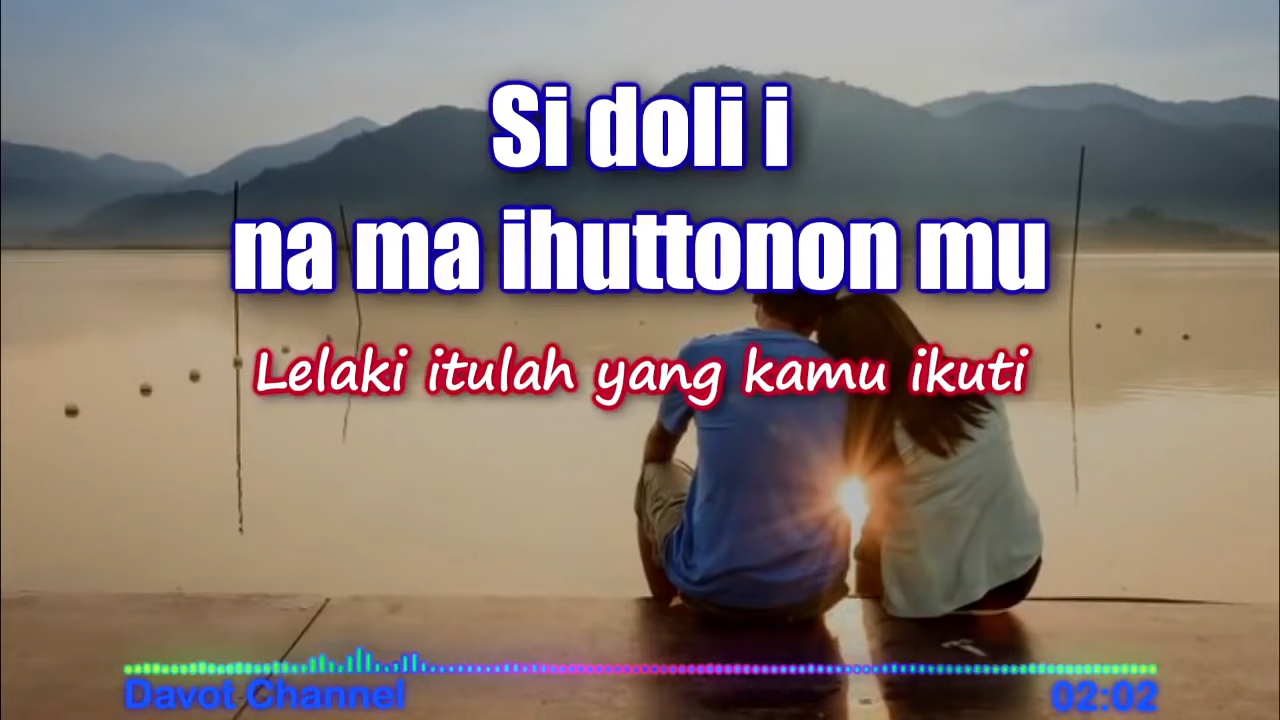 Si doli i
na ma ihuttonon mu
Lelaki itulah yang kamu ikuti
Davot Channel
02:02